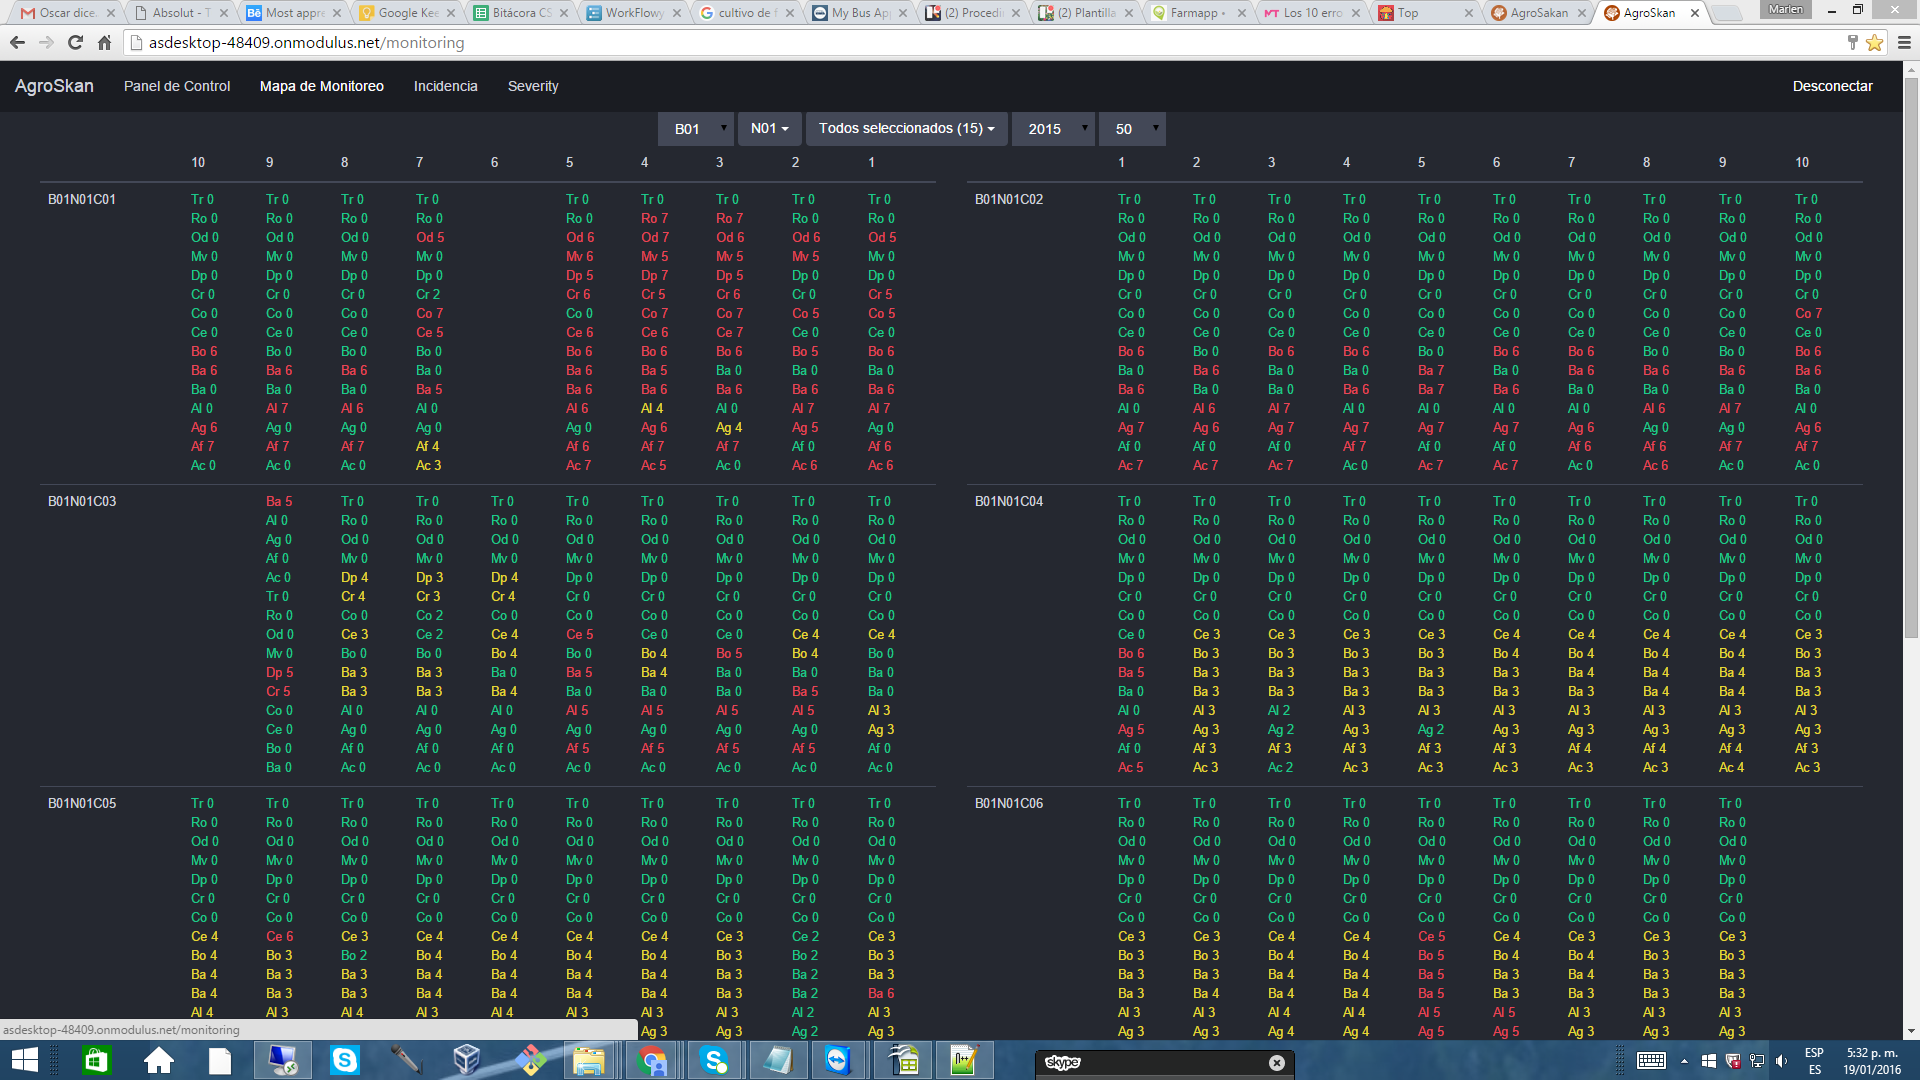 Oscar dice.
Absolut - T
Most appre
Google Kee
Bitácora CS
WorkFlowy
cultivo de f
My Bus Ap
(2) Procedi
(2) Plantilla
Farmapp •
Los 10 erro
Top
AgroSakan
AgroSkan
Marlen
asdesktop-48409.onmodulus.net/monitoring
AgroSkan Panel de Control Mapa de Monitoreo Incidencia Severity Desconectar
B01 N01 Todos seleccionados (15) 2015 50
10 9 8 7 6 5 4 3 2 1 1 2 3 4 5 6 7 8 9 10
B01N01C01 Tr 0 Tr 0 Tr 0 Tr 0 Tr 0 Tr 0 Tr 0 Tr 0 Tr 0 B01N01C02 Tr 0 Tr 0 Tr 0 Tr 0 Tr 0 Tr 0 Tr 0 Tr 0 Tr 0 Tr 0
Ro 0 Ro 0 Ro 0 Ro 0 Ro 0 Ro 7 Ro 7 Ro 0 Ro 0 Ro 0 Ro 0 Ro 0 Ro 0 Ro 0 Ro 0 Ro 0 Ro 0 Ro 0 Ro 0
Od 0 Od 0 Od 0 Od 5 Od 6 Od 7 Od 6 Od 6 Od 5 Od 0 Od 0 Od 0 Od 0 Od 0 Od 0 Od 0 Od 0 Od 0 Od 0
Mv 0 Mv 0 Mv 0 Mv 0 Mv 6 Mv 5 Mv 5 Mv 5 Mv 0 Mv 0 Mv 0 Mv 0 Mv 0 Mv 0 Mv 0 Mv 0 Mv 0 Mv 0 Mv 0
Dp 0 Dp 0 Dp 0 Dp 0 Dp 5 Dp 7 Dp 5 Dp 0 Dp 0 Dp 0 Dp 0 Dp 0 Dp 0 Dp 0 Dp 0 Dp 0 Dp 0 Dp 0 Dp 0
Cr 0 Cr 0 Cr 0 Cr 2 Cr 6 Cr 5 Cr 6 Cr 0 Cr 5 Cr 0 Cr 0 Cr 0 Cr 0 Cr 0 Cr 0 Cr 0 Cr 0 Cr 0 Cr 0
Co 0 Co 0 Co 0 Co 7 Co 0 Co 7 Co 7 Co 5 Co 5 Co 0 Co 0 Co 0 Co 0 Co 0 Co 0 Co 0 Co 0 Co 0 Co 7
Ce 0 Ce 0 Ce 0 Ce 5 Ce 6 Ce 6 Ce 7 Ce 0 Ce 0 Ce 0 Ce 0 Ce 0 Ce 0 Ce 0 Ce 0 Ce 0 Ce 0 Ce 0 Ce 0
Bo 6 Bo 0 Bo 0 Bo 0 Bo 6 Bo 6 Bo 6 Bo 5 Bo 6 Bo 6 Bo 0 Bo 6 Bo 6 Bo 0 Bo 6 Bo 6 Bo 0 Bo 0 Bo 6
Ba 6 Ba 6 Ba 6 Ba 0 Ba 6 Ba 5 Ba 0 Ba 0 Ba 0 Ba 0 Ba 6 Ba 0 Ba 0 Ba 7 Ba 0 Ba 6 Ba 6 Ba 6 Ba 6
Ba 0 Ba 0 Ba 0 Ba 5 Ba 6 Ba 6 Ba 6 Ba 6 Ba 6 Ba 6 Ba 0 Ba 0 Ba 6 Ba 7 Ba 6 Ba 0 Ba 0 Ba 0 Ba 0
Al 0 Al 7 Al 6 Al 0 Al 6 Al 4 Al 0 Al 7 Al 7 Al 0 Al 6 Al 7 Al 0 Al 0 Al 0 Al 0 Al 6 Al 7 Al 0
Ag 6 Ag 0 Ag 0 Ag 0 Ag 0 Ag 6 Ag 4 Ag 5 Ag 0 Ag 7 Ag 6 Ag 7 Ag 7 Ag 7 Ag 7 Ag 6 Ag 0 Ag 0 Ag 6
Af 7 Af 7 Af 7 Af 4 Af 6 Af 7 Af 7 Af 0 Af 6 Af 0 Af 0 Af 0 Af 7 Af 0 Af 0 Af 6 Af 6 Af 7 Af 7
Ac 0 Ac 0 Ac 0 Ac 3 Ac 7 Ac 5 Ac 0 Ac 6 Ac 6 Ac 7 Ac 7 Ac 7 Ac 0 Ac 7 Ac 7 Ac 0 Ac 6 Ac 0 Ac 0
B01N01C03 Ba 5 Tr 0 Tr 0 Tr 0 Tr 0 Tr 0 Tr 0 Tr 0 Tr 0 B01N01C04 Tr 0 Tr 0 Tr 0 Tr 0 Tr 0 Tr 0 Tr 0 Tr 0 Tr 0 Tr 0
Al 0 Ro 0 Ro 0 Ro 0 Ro 0 Ro 0 Ro 0 Ro 0 Ro 0 Ro 0 Ro 0 Ro 0 Ro 0 Ro 0 Ro 0 Ro 0 Ro 0 Ro 0 Ro 0
Ag 0 Od 0 Od 0 Od 0 Od 0 Od 0 Od 0 Od 0 Od 0 Od 0 Od 0 Od 0 Od 0 Od 0 Od 0 Od 0 Od 0 Od 0 Od 0
Af 0 Mv 0 Mv 0 Mv 0 Mv 0 Mv 0 Mv 0 Mv 0 Mv 0 Mv 0 Mv 0 Mv 0 Mv 0 Mv 0 Mv 0 Mv 0 Mv 0 Mv 0 Mv 0
Ac 0 Dp 4 Dp 3 Dp 4 Dp 0 Dp 0 Dp 0 Dp 0 Dp 0 Dp 0 Dp 0 Dp 0 Dp 0 Dp 0 Dp 0 Dp 0 Dp 0 Dp 0 Dp 0
Tr 0 Cr 4 Cr 3 Cr 4 Cr 0 Cr 0 Cr 0 Cr 0 Cr 0 Cr 0 Cr 0 Cr 0 Cr 0 Cr 0 Cr 0 Cr 0 Cr 0 Cr 0 Cr 0
Ro 0 Co 0 Co 2 Co 0 Co 0 Co 0 Co 0 Co 0 Co 0 Co 0 Co 0 Co 0 Co 0 Co 0 Co 0 Co 0 Co 0 Co 0 Co 0
Od 0 Ce 3 Ce 2 Ce 4 Ce 5 Ce 0 Ce 0 Ce 4 Ce 4 Ce 0 Ce 3 Ce 3 Ce 3 Ce 3 Ce 4 Ce 4 Ce 4 Ce 4 Ce 3
Mv 0 Bo 0 Bo 0 Bo 4 Bo 0 Bo 4 Bo 5 Bo 4 Bo 0 Bo 6 Bo 3 Bo 3 Bo 3 Bo 3 Bo 4 Bo 4 Bo 4 Bo 4 Bo 3
Dp 5 Ba 3 Ba 3 Ba 0 Ba 5 Ba 4 Ba 0 Ba 0 Ba 0 Ba 5 Ba 3 Ba 3 Ba 3 Ba 3 Ba 3 Ba 4 Ba 4 Ba 4 Ba 3
Cr 5 Ba 3 Ba 3 Ba 4 Ba 0 Ba 0 Ba 0 Ba 5 Ba 0 Ba 0 Ba 3 Ba 3 Ba 3 Ba 3 Ba 3 Ba 3 Ba 4 Ba 4 Ba 3
Co 0 Al 0 Al 0 Al 0 Al 5 Al 5 Al 5 Al 5 Al 3 Al 0 Al 3 Al 2 Al 3 Al 3 Al 3 Al 3 Al 3 Al 3 Al 3
Ce 0 Ag 0 Ag 0 Ag 0 Ag 0 Ag 0 Ag 0 Ag 0 Ag 3 Ag 5 Ag 3 Ag 2 Ag 3 Ag 2 Ag 3 Ag 3 Ag 3 Ag 3 Ag 3
Bo 0 Af 0 Af 0 Af 0 Af 5 Af 5 Af 5 Af 5 Af 0 Af 0 Af 3 Af 3 Af 3 Af 3 Af 3 Af 4 Af 4 Af 4 Af 3
Ba 0 Ac 0 Ac 0 Ac 0 Ac 0 Ac 0 Ac 0 Ac 0 Ac 0 Ac 5 Ac 3 Ac 2 Ac 3 Ac 3 Ac 3 Ac 3 Ac 3 Ac 4 Ac 3
B01N01C05 Tr 0 Tr 0 Tr 0 Tr 0 Tr 0 Tr 0 Tr 0 Tr 0 Tr 0 Tr 0 B01N01C06 Tr 0 Tr 0 Tr 0 Tr 0 Tr 0 Tr 0 Tr 0 Tr 0 Tr 0
Ro 0 Ro 0 Ro 0 Ro 0 Ro 0 Ro 0 Ro 0 Ro 0 Ro 0 Ro 0 Ro 0 Ro 0 Ro 0 Ro 0 Ro 0 Ro 0 Ro 0 Ro 0 Ro 0
Od 0 Od 0 Od 0 Od 0 Od 0 Od 0 Od 0 Od 0 Od 0 Od 0 Od 0 Od 0 Od 0 Od 0 Od 0 Od 0 Od 0 Od 0 Od 0
Mv 0 Mv 0 Mv 0 Mv 0 Mv 0 Mv 0 Mv 0 Mv 0 Mv 0 Mv 0 Mv 0 Mv 0 Mv 0 Mv 0 Mv 0 Mv 0 Mv 0 Mv 0 Mv 0
Dp 0 Dp 0 Dp 0 Dp 0 Dp 0 Dp 0 Dp 0 Dp 0 Dp 0 Dp 0 Dp 0 Dp 0 Dp 0 Dp 0 Dp 0 Dp 0 Dp 0 Dp 0 Dp 0
Cr 0 Cr 0 Cr 0 Cr 0 Cr 0 Cr 0 Cr 0 Cr 0 Cr 0 Cr 0 Cr 0 Cr 0 Cr 0 Cr 0 Cr 0 Cr 0 Cr 0 Cr 0 Cr 0
Co 0 Co 0 Co 0 Co 0 Co 0 Co 0 Co 0 Co 0 Co 0 Co 0 Co 0 Co 0 Co 0 Co 0 Co 0 Co 0 Co 0 Co 0 Co 0
Ce 4 Ce 6 Ce 3 Ce 4 Ce 4 Ce 4 Ce 4 Ce 3 Ce 2 Ce 3 Ce 3 Ce 3 Ce 4 Ce 4 Ce 5 Ce 4 Ce 3 Ce 3 Ce 3
Bo 4 Bo 3 Bo 2 Bo 4 Bo 4 Bo 4 Bo 4 Bo 3 Bo 2 Bo 3 Bo 3 Bo 3 Bo 4 Bo 4 Bo 5 Bo 4 Bo 4 Bo 3 Bo 3
Ba 4 Ba 3 Ba 3 Ba 4 Ba 4 Ba 4 Ba 4 Ba 3 Ba 2 Ba 3 Ba 3 Ba 3 Ba 4 Ba 4 Ba 5 Ba 3 Ba 4 Ba 3 Ba 3
Ba 4 Ba 3 Ba 3 Ba 4 Ba 4 Ba 4 Ba 4 Ba 3 Ba 2 Ba 6 Ba 3 Ba 4 Ba 4 Ba 4 Ba 5 Ba 3 Ba 3 Ba 3 Ba 3
Al 4 Al 3 Al 3 Al 3 Al 4 Al 3 Al 3 Al 3 Al 2 Al 3 Al 3 Al 3 Al 4 Al 4 Al 5 Al 5 Al 3 Al 3 Al 3
Ag 3 Ag 3 Ag 2 Ag 3 Ag 3 Ag 3 Ag 4 Ag 4 Ag 5 Ag 5 Ag 3 Ag 3 Ag 3
asdesktop-48409.onmodulus.net/monitoring
skype
ESP
ES
5:32 p. m.
19/01/2016